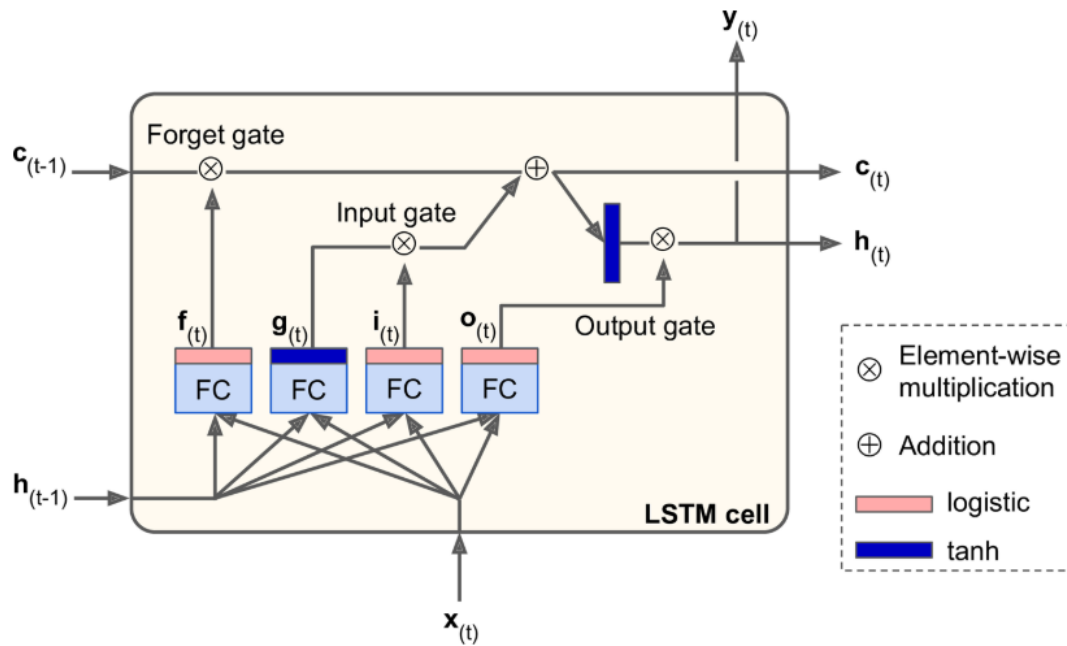 y(t)
Forget gate
c(t-1)
c(t)
Input gate
h(t)
f(t)
g(t)
i(t)
o(t)
Output gate
FC
FC
FC
FC
h(t-1)
LSTM cell
x(t)
Element-wise
multiplication
Addition
logistic
tanh